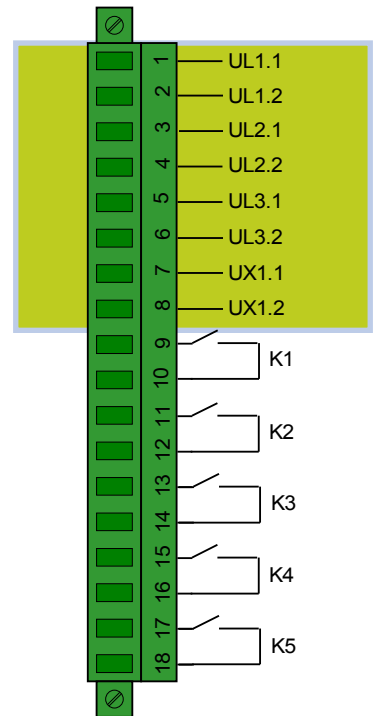 1 UL1.1
2 UL1.2
3 UL2.1
4 UL2.2
5 UL3.1
6 UL3.2
7 UX1.1
8 UX1.2
9
K1
10
11
K2
12
13
K3
14
15
K4
16
17
K5
18